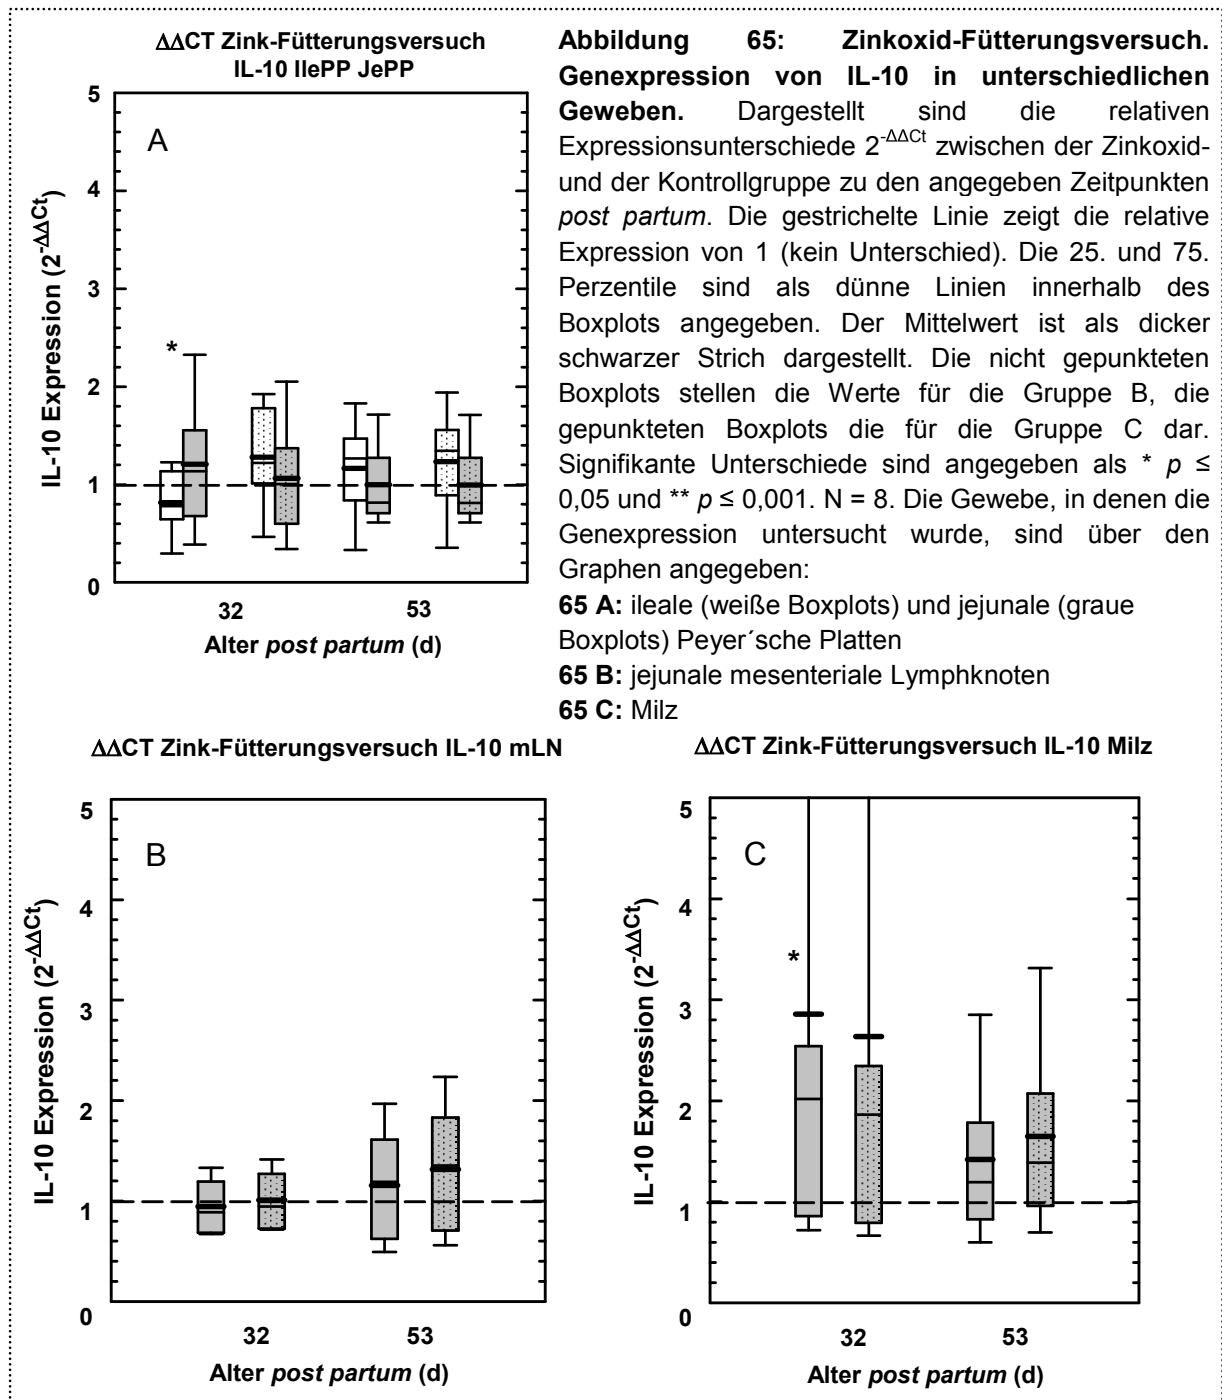 ΔΔCT Zink-Fütterungsversuch
IL-10 IlePP JePP
5
4
3
2
1
0
A
*
IL-10 Expression (2^-ΔΔCt)
32
53
Alter post partum (d)
Abbildung 65: Zinkoxid-Fütterungsversuch.
Genexpression von IL-10 in unterschiedlichen
Geweben. Dargestellt sind die relativen
Expressionsunterschiede 2^-ΔΔCt zwischen der Zinkoxid-
und der Kontrollgruppe zu den angegeben Zeitpunkten
post partum. Die gestrichelte Linie zeigt die relative
Expression von 1 (kein Unterschied). Die 25. und 75.
Perzentile sind als dünne Linien innerhalb des
Boxplots angegeben. Der Mittelwert ist als dicker
schwarzer Strich dargestellt. Die nicht gepunkteten
Boxplots stellen die Werte für die Gruppe B, die
gepunkteten Boxplots die für die Gruppe C dar.
Signifikante Unterschiede sind angegeben als * p ≤
0,05 und ** p ≤ 0,001. N = 8. Die Gewebe, in denen die
Genexpression untersucht wurde, sind über den
Graphen angegeben:
65 A: ileale (weiße Boxplots) und jejunale (graue
Boxplots) Peyer´sche Platten
65 B: jejunale mesenteriale Lymphknoten
65 C: Milz
ΔΔCT Zink-Fütterungsversuch IL-10 mLN
5
4
3
2
1
0
B
IL-10 Expression (2^-ΔΔCt)
32
53
Alter post partum (d)
ΔΔCT Zink-Fütterungsversuch IL-10 Milz
5
4
3
2
1
0
C
*
IL-10 Expression (2^-ΔΔCt)
32
53
Alter post partum (d)